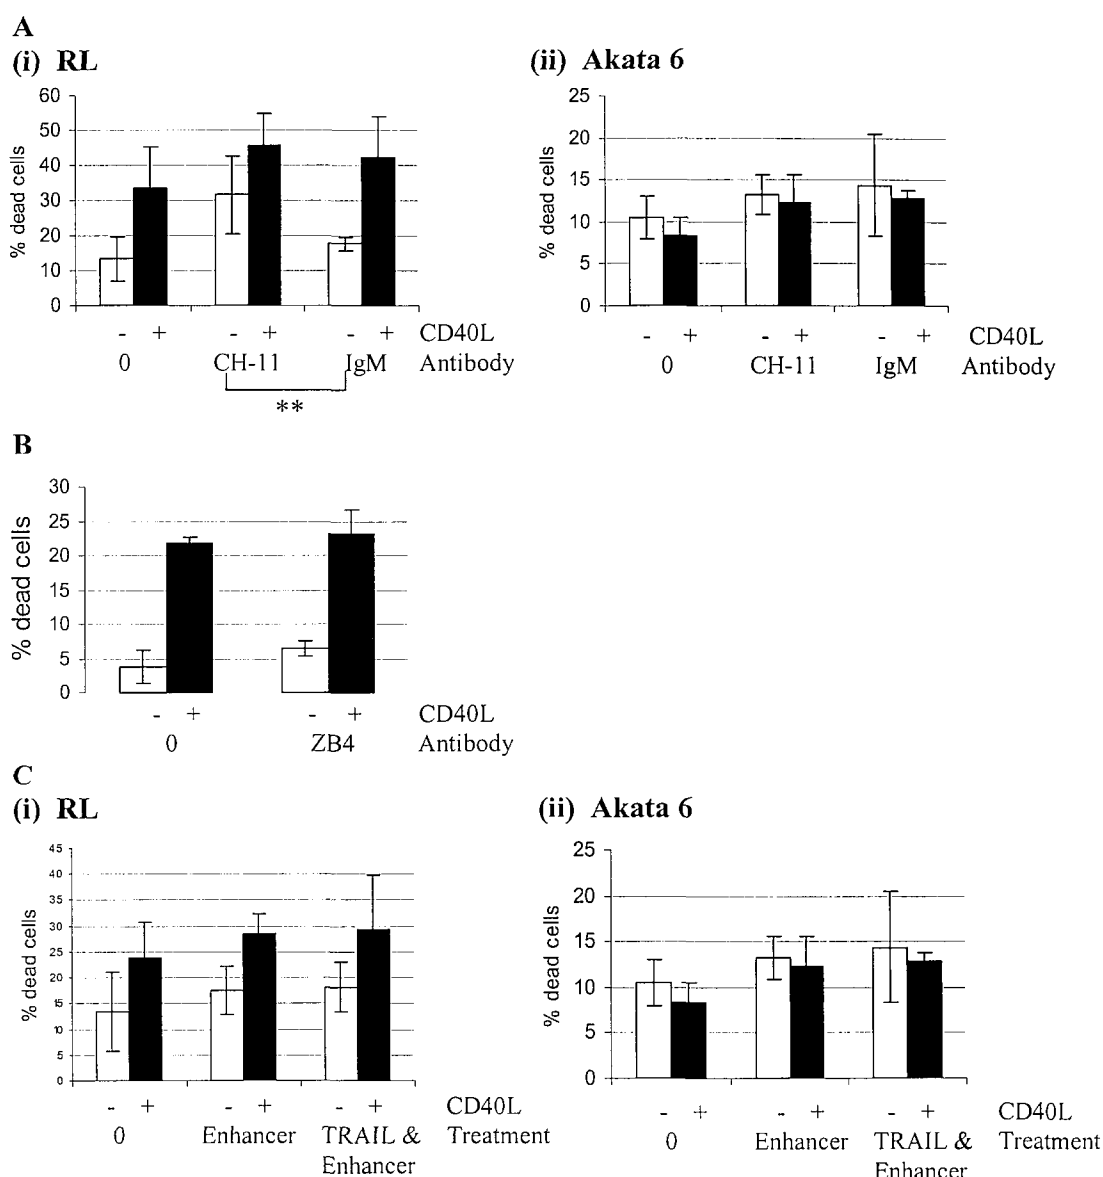 A
(i) RL
(ii) Akata 6
% dead cells
60
50
40
30
20
10
0
- + - + - + CD40L
0 CH-11 IgM Antibody
**
% dead cells
25
20
15
10
5
0
- + - + - + CD40L
0 CH-11 IgM Antibody
B
% dead cells
30
25
20
15
10
5
0
- + - + CD40L
0 ZB4 Antibody
C
(i) RL
(ii) Akata 6
% dead cells
45
40
35
30
25
20
15
10
5
0
- + - + - + CD40L
0 Enhancer TRAIL & Treatment
Enhancer
% dead cells
25
20
15
10
5
0
- + - + - + CD40L
0 Enhancer TRAIL & Treatment
Enhancer